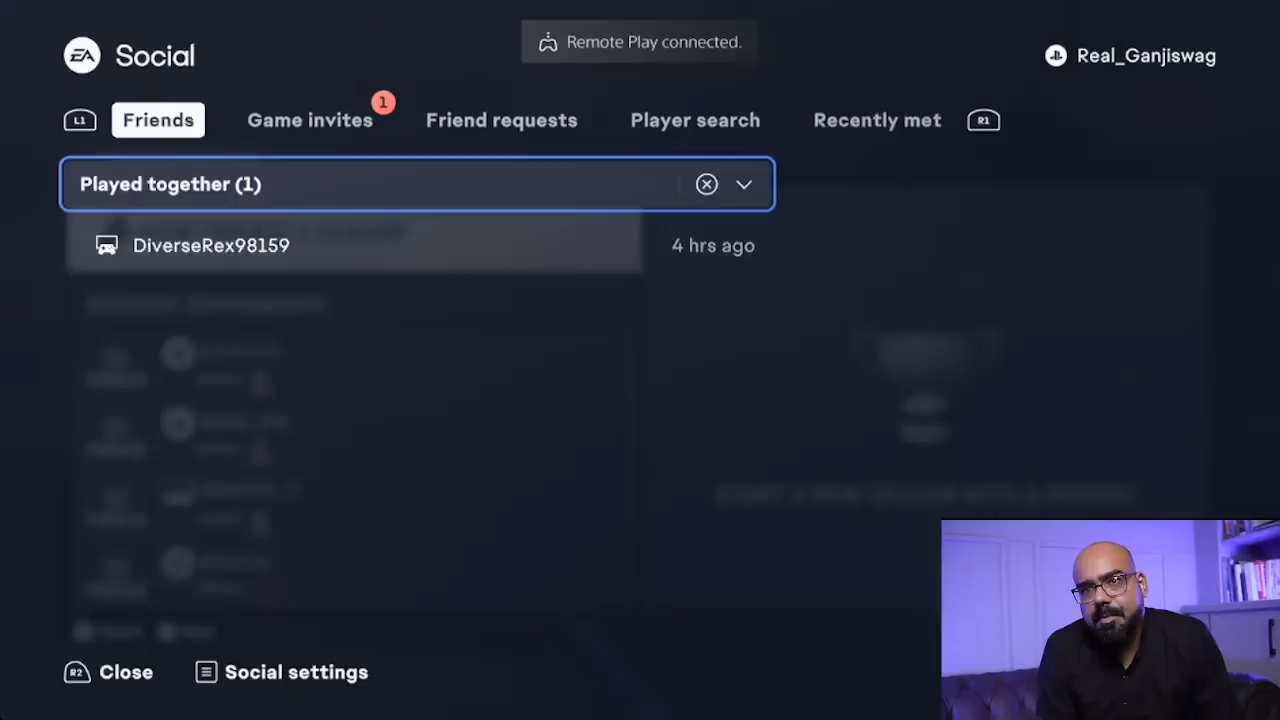 Remote Play connected.
EA Social
Real_Ganjiswag
L1 Friends Game invites 1 Friend requests Player search Recently met R1
Played together (1)
DiverseRex98159 4 hrs ago
R2 Close Social settings